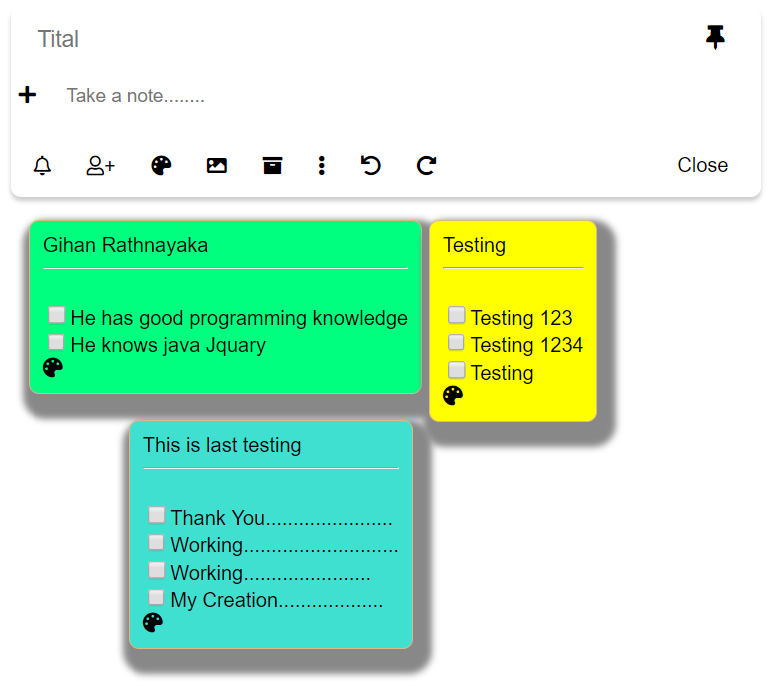 Tital
Take a note........
Close
Gihan Rathnayaka
He has good programming knowledge
He knows java Jquary
Testing
Testing 123
Testing 1234
Testing
This is last testing
Thank You.......................
Working............................
Working.......................
My Creation...................